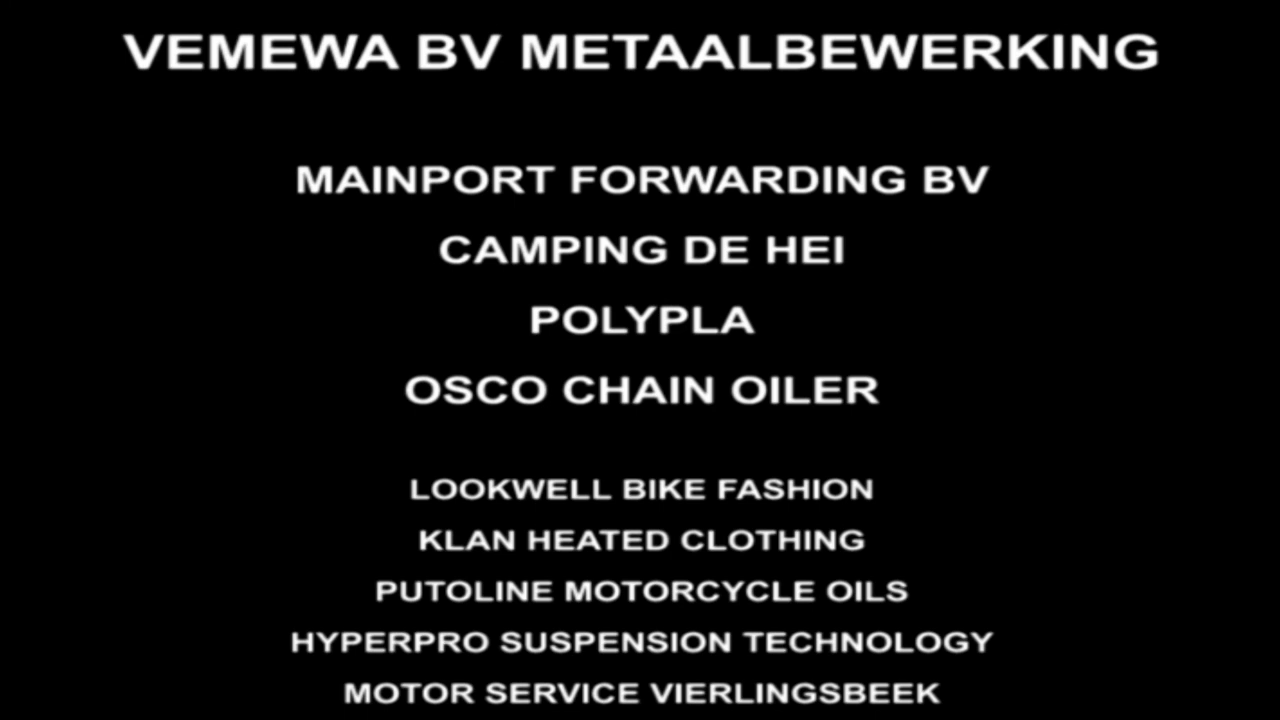 VEMEWA BV METAALBEWERKING
MAINPORT FORWARDING BV
CAMPING DE HEI
POLYPLA
OSCO CHAIN OILER
LOOKWELL BIKE FASHION
KLAN HEATED CLOTHING
PUTOLINE MOTORCYCLE OILS
HYPERPRO SUSPENSION TECHNOLOGY
MOTOR SERVICE VIERLINGSBEEK